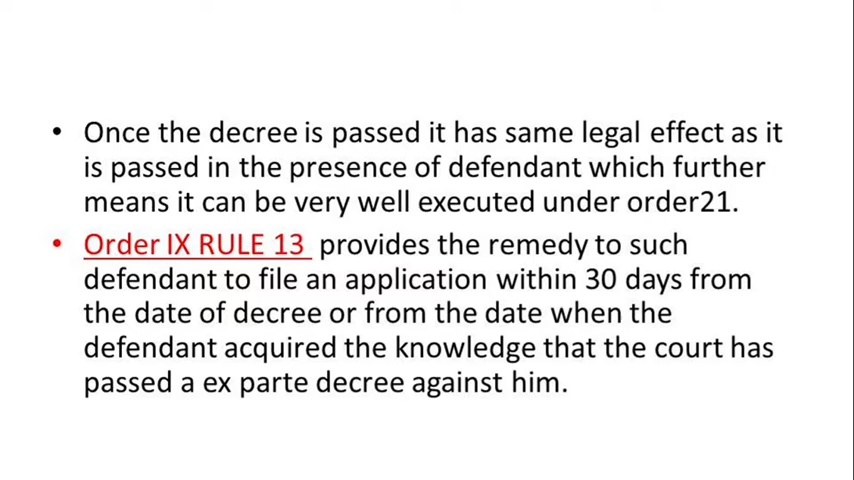 • Once the decree is passed it has same legal effect as it
is passed in the presence of defendant which further
means it can be very well executed under order21.
• Order IX RULE 13 provides the remedy to such
defendant to file an application within 30 days from
the date of decree or from the date when the
defendant acquired the knowledge that the court has
passed a ex parte decree against him.